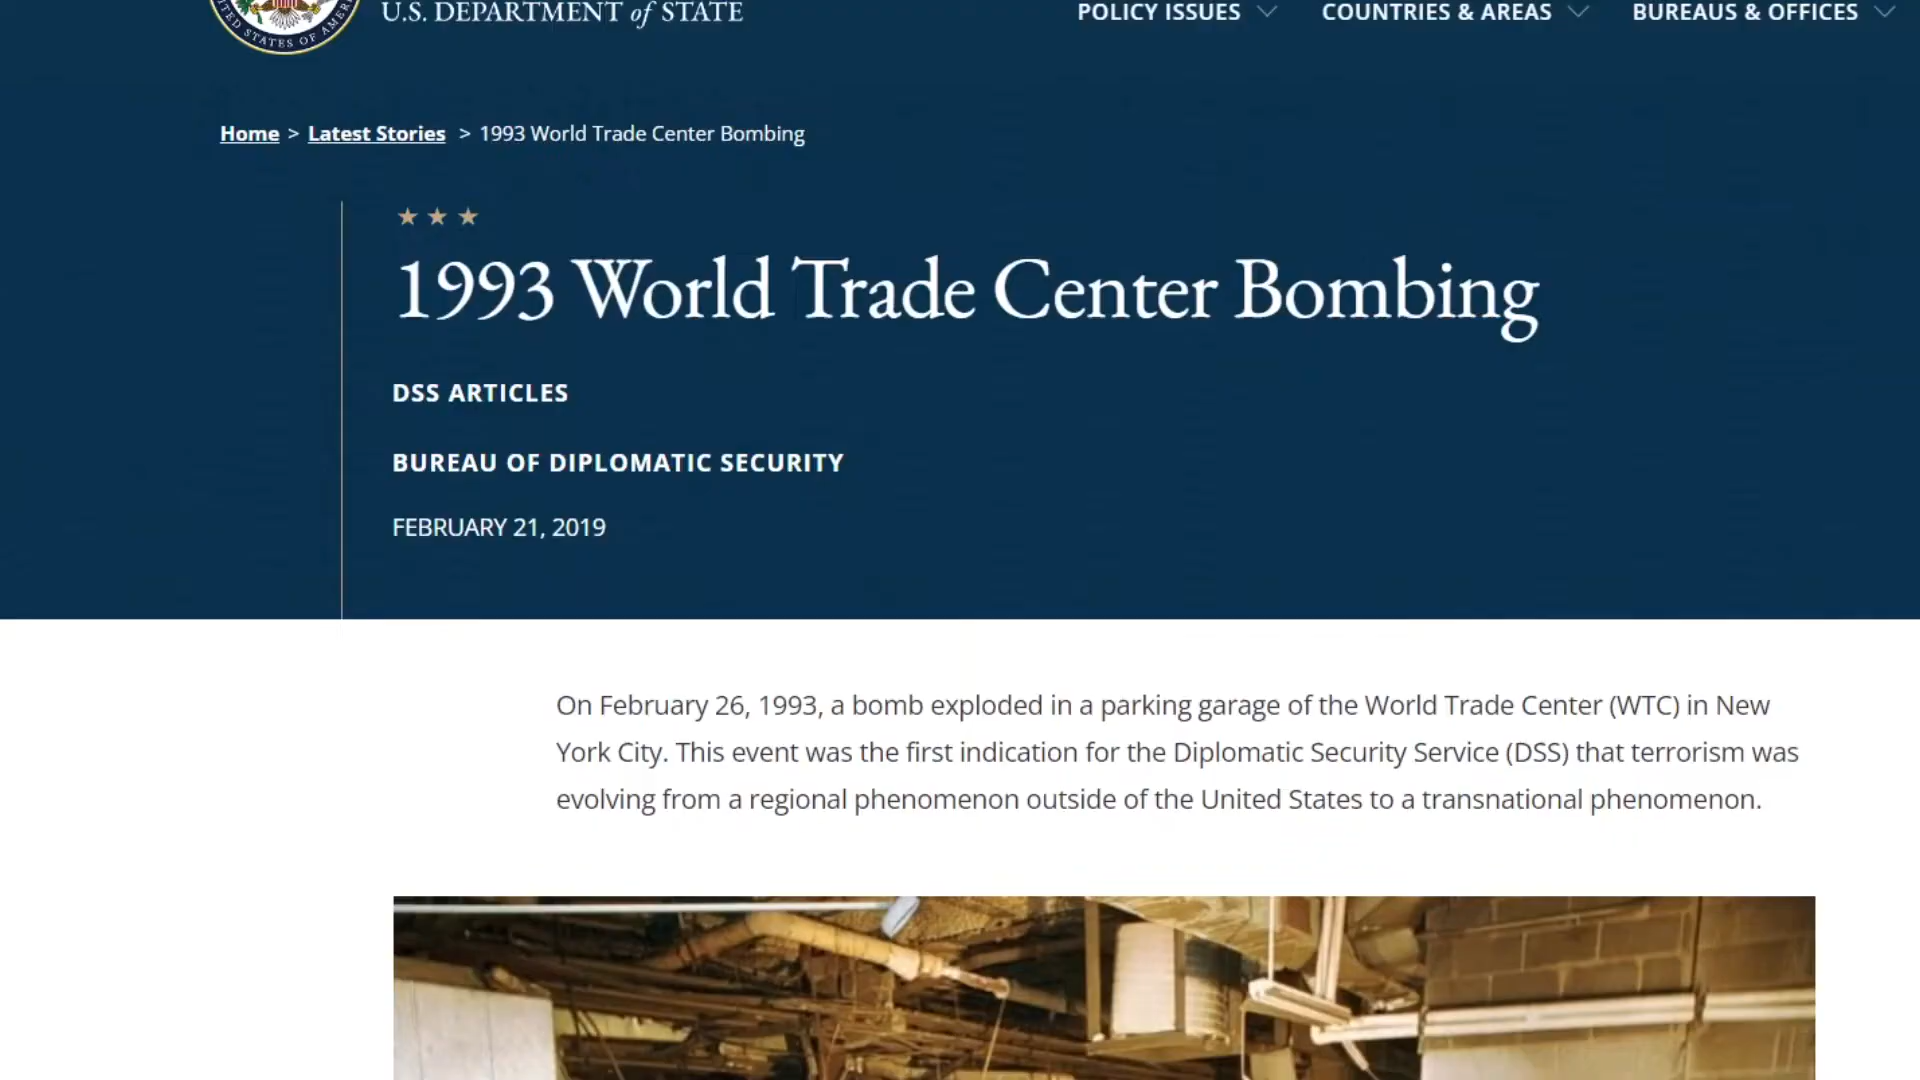 U.S. DEPARTMENT of STATE
POLICY ISSUES
COUNTRIES & AREAS
BUREAUS & OFFICES
STATES OF AM
Home > Latest Stories > 1993 World Trade Center Bombing
1993 World Trade Center Bombing
DSS ARTICLES
BUREAU OF DIPLOMATIC SECURITY
FEBRUARY 21, 2019
On February 26, 1993, a bomb exploded in a parking garage of the World Trade Center (WTC) in New
York City. This event was the first indication for the Diplomatic Security Service (DSS) that terrorism was
evolving from a regional phenomenon outside of the United States to a transnational phenomenon.